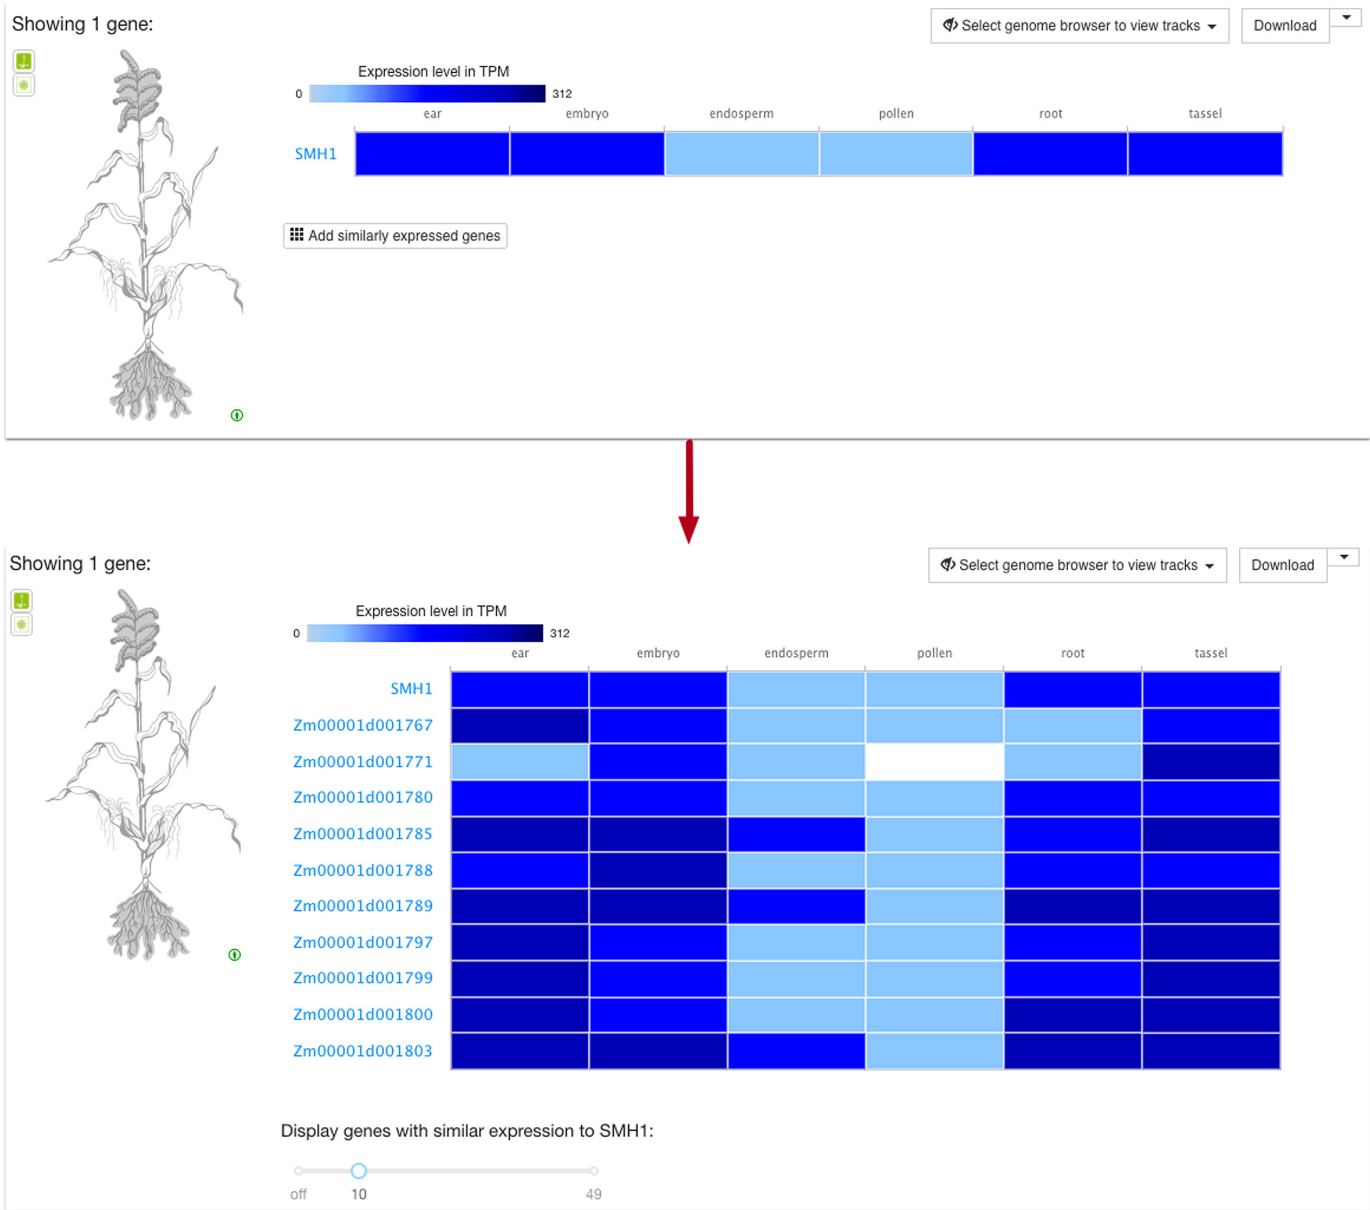 Showing 1 gene:
Select genome browser to view tracks
Download
Expression level in TPM
0
312
ear embryo endosperm pollen root tassel
SMH1
Add similarly expressed genes
Showing 1 gene:
Select genome browser to view tracks
Download
Expression level in TPM
0
312
ear embryo endosperm pollen root tassel
SMH1
Zm00001d001767
Zm00001d001771
Zm00001d001780
Zm00001d001785
Zm00001d001788
Zm00001d001789
Zm00001d001797
Zm00001d001799
Zm00001d001800
Zm00001d001803
Display genes with similar expression to SMH1:
off 10 49